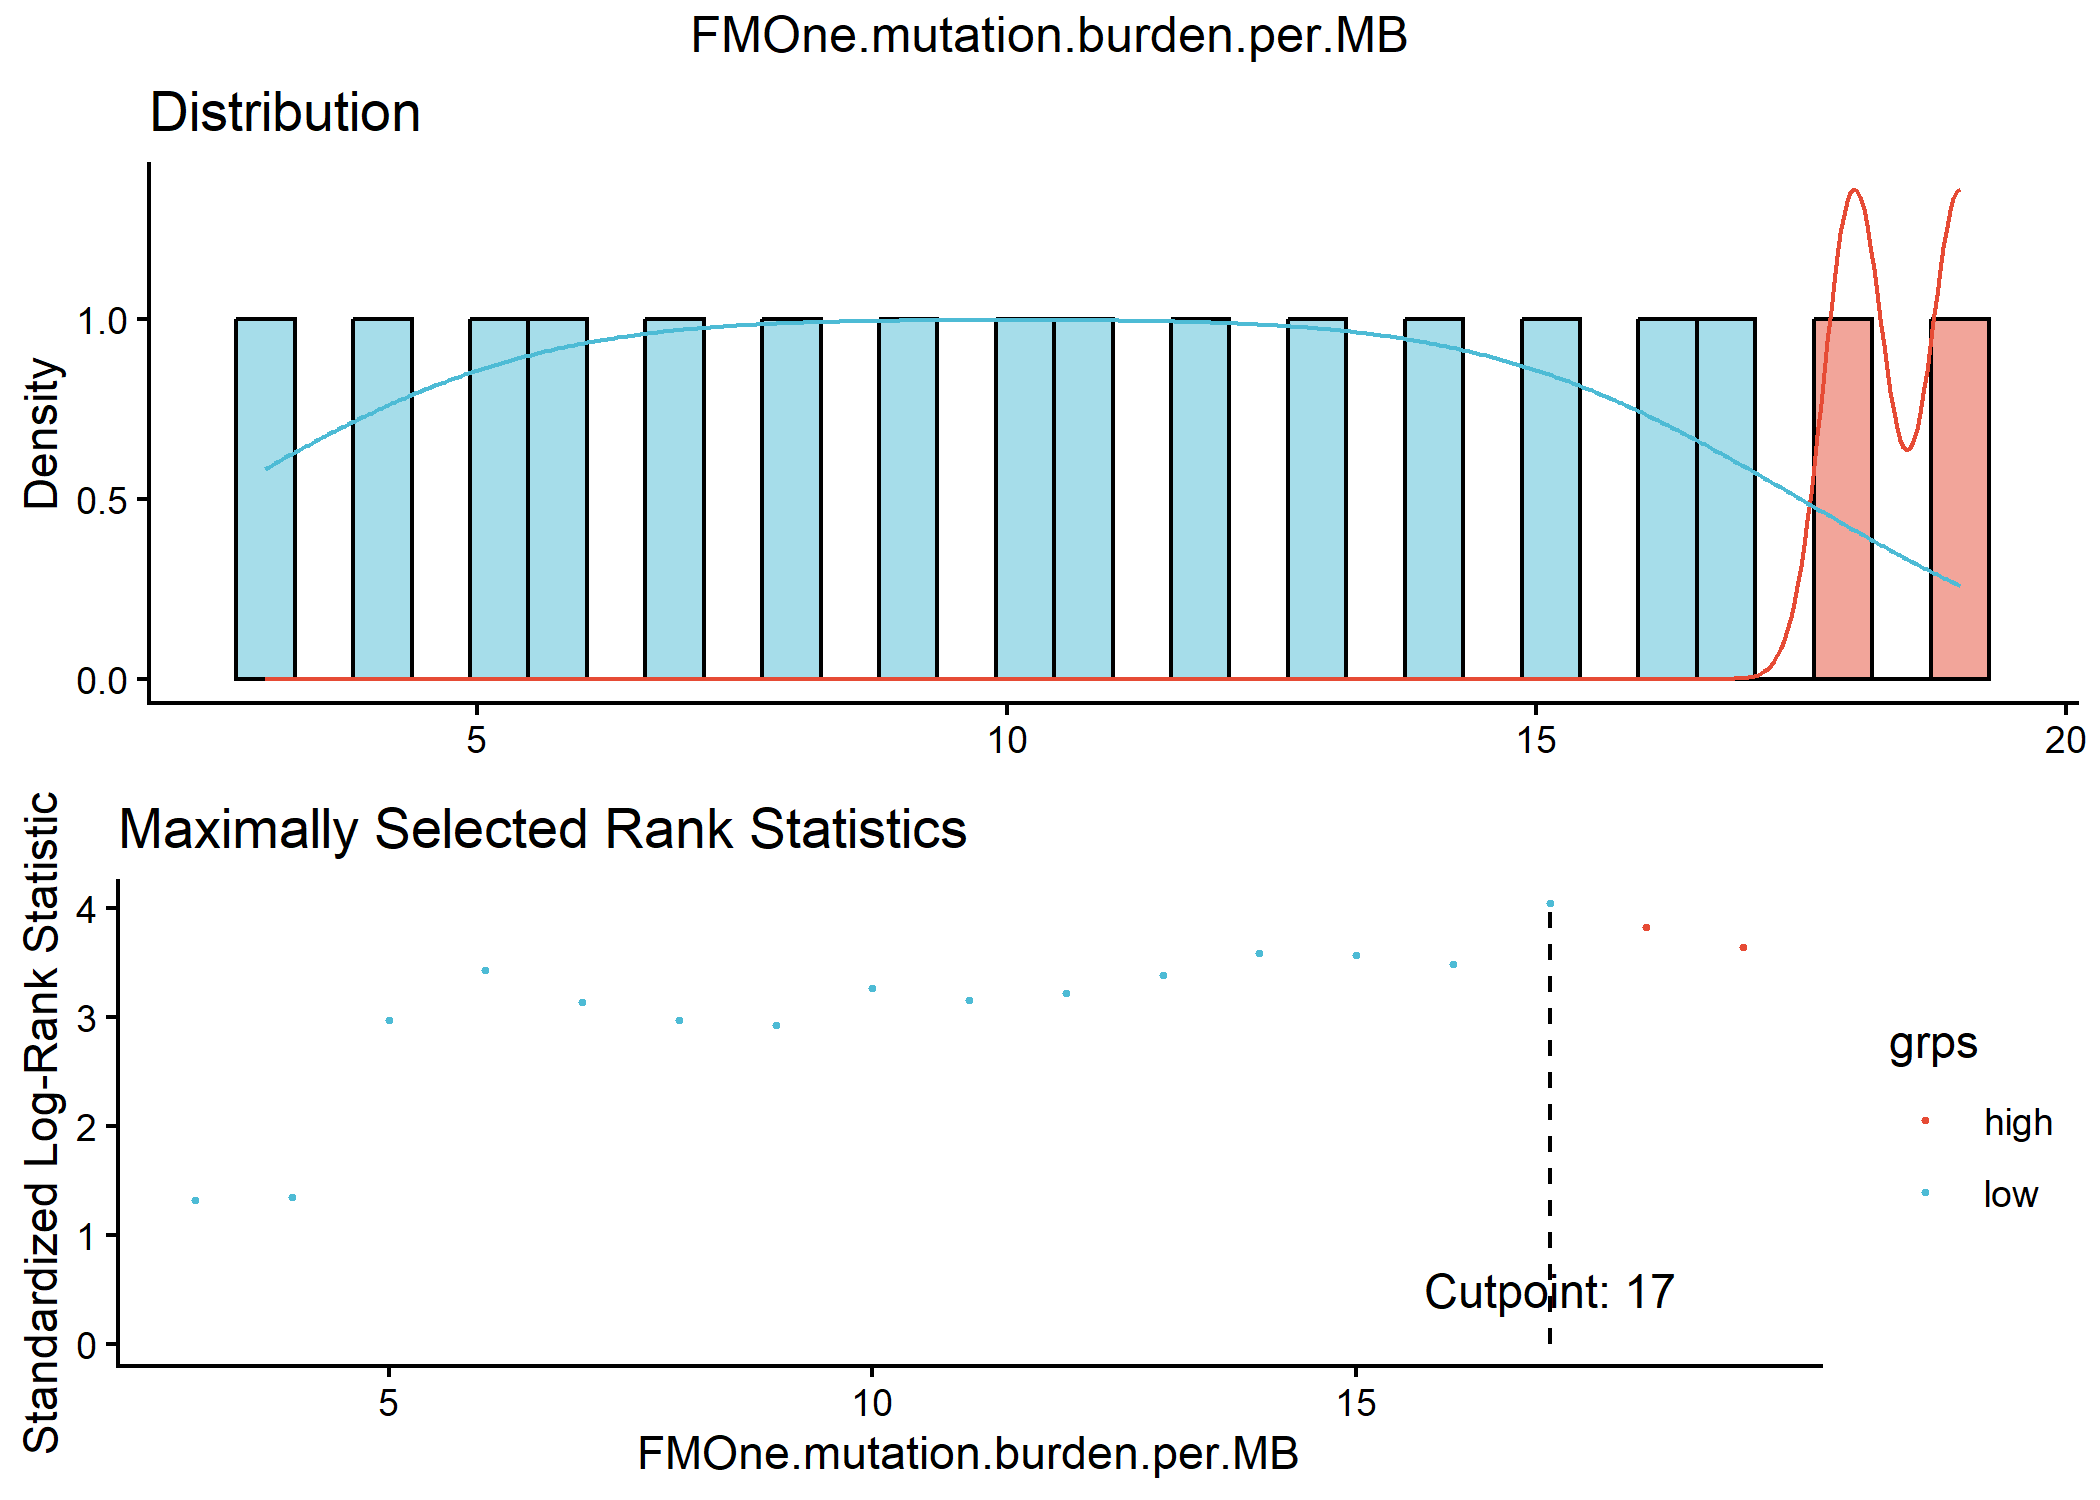 FMOne.mutation.burden.per.MB
Distribution
Density
1.0
0.5
0.0
5 10 15 20
Maximally Selected Rank Statistics
Standardized Log-Rank Statistic
4
3
2
1
0
Cutpoint: 17
5 10 15
FMOne.mutation.burden.per.MB
grps
high
low